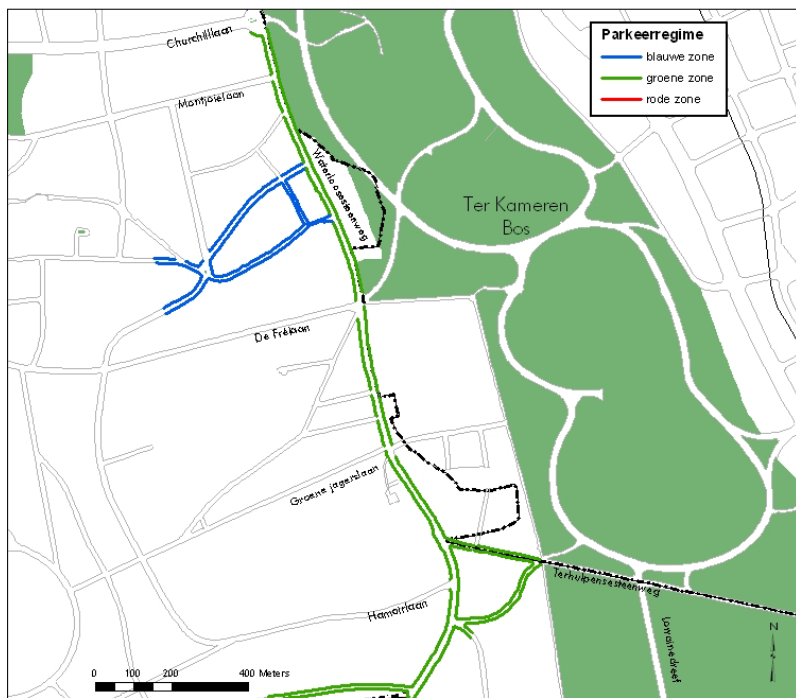 Churchilllaan
Parkeerregime
blauwe zone
groene zone
rode zone
Montjoielaan
Waterloosesteenweg
Ter Kameren
Bos
De Frélaan
Groene jagerslaan
Terhulpensesteenweg
Hamoirlaan
Lorrainedreef
N
0 100 200 400 Meters